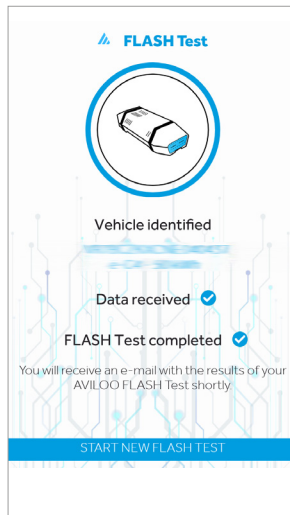 FLASH Test
Vehicle identified
Data received
FLASH Test completed
You will receive an e-mail with the results of your
AVILOO FLASH Test shortly.
START NEW FLASH TEST